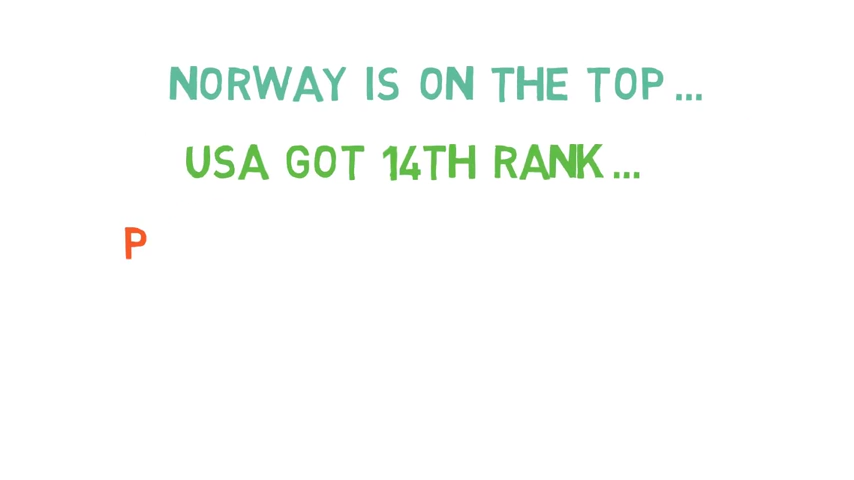 NORWAY IS ON THE TOP ...
USA GOT 14TH RANK ...
P